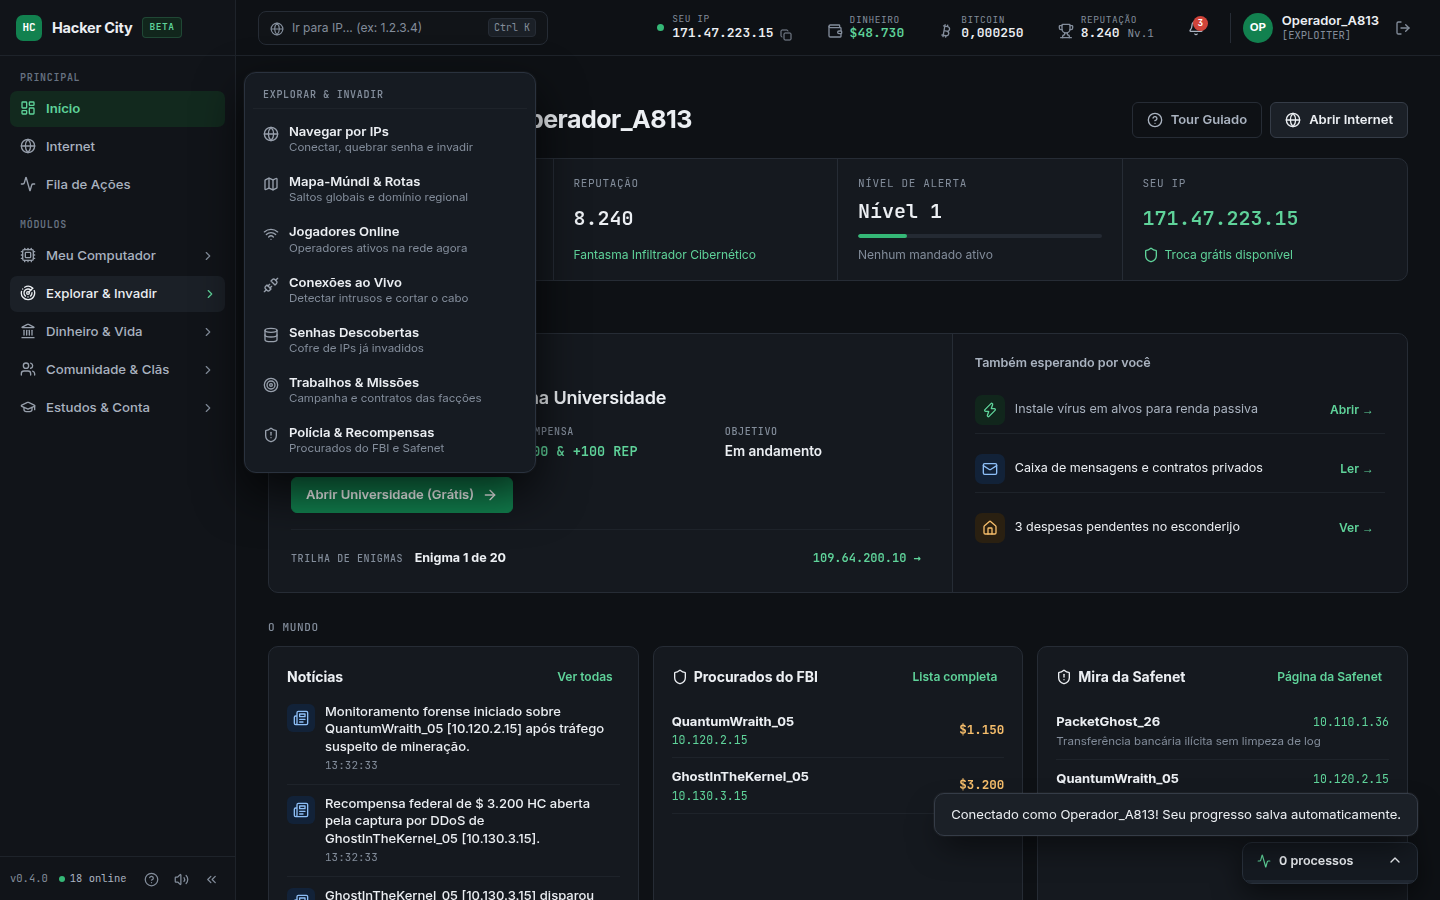 HC Hacker City BETA
Ir para IP... (ex: 1.2.3.4) Ctrl K
SEU IP
171.47.223.15
DINHEIRO
$48.730
BITCOIN
0,000250
REPUTAÇÃO
8.240 Nv.1
3
OP
Operador_A813
[EXPLOITER]
PRINCIPAL
Início
Internet
Fila de Ações
MÓDULOS
Meu Computador
Explorar & Invadir
Dinheiro & Vida
Comunidade & Clãs
Estudos & Conta
v0.4.0 18 online
EXPLORAR & INVADIR
Navegar por IPs
Conectar, quebrar senha e invadir
Mapa-Múndi & Rotas
Saltos globais e domínio regional
Jogadores Online
Operadores ativos na rede agora
Conexões ao Vivo
Detectar intrusos e cortar o cabo
Senhas Descobertas
Cofre de IPs já invadidos
Trabalhos & Missões
Campanha e contratos das facções
Polícia & Recompensas
Procurados do FBI e Safenet
perador_A813
Tour Guiado
Abrir Internet
REPUTAÇÃO
8.240
Fantasma Infiltrador Cibernético
NÍVEL DE ALERTA
Nível 1
Nenhum mandado ativo
SEU IP
171.47.223.15
Troca grátis disponível
a Universidade
MPENSA
00 & +100 REP
OBJETIVO
Em andamento
Abrir Universidade (Grátis)
TRILHA DE ENIGMAS Enigma 1 de 20 109.64.200.10 →
Também esperando por você
Instale vírus em alvos para renda passiva Abrir →
Caixa de mensagens e contratos privados Ler →
3 despesas pendentes no esconderijo Ver →
O MUNDO
Notícias Ver todas
Monitoramento forense iniciado sobre
QuantumWraith_05 [10.120.2.15] após tráfego
suspeito de mineração.
13:32:33
Recompensa federal de $ 3.200 HC aberta
pela captura por DDoS de
GhostInTheKernel_05 [10.130.3.15].
13:32:33
GhostInTheKernel_05 [10.130.3.15] disparou
Procurados do FBI Lista completa
QuantumWraith_05
10.120.2.15
$1.150
GhostInTheKernel_05
10.130.3.15
$3.200
Mira da Safenet Página da Safenet
PacketGhost_26 10.110.1.36
Transferência bancária ilícita sem limpeza de log
QuantumWraith_05 10.120.2.15
Conectado como Operador_A813! Seu progresso salva automaticamente.
0 processos